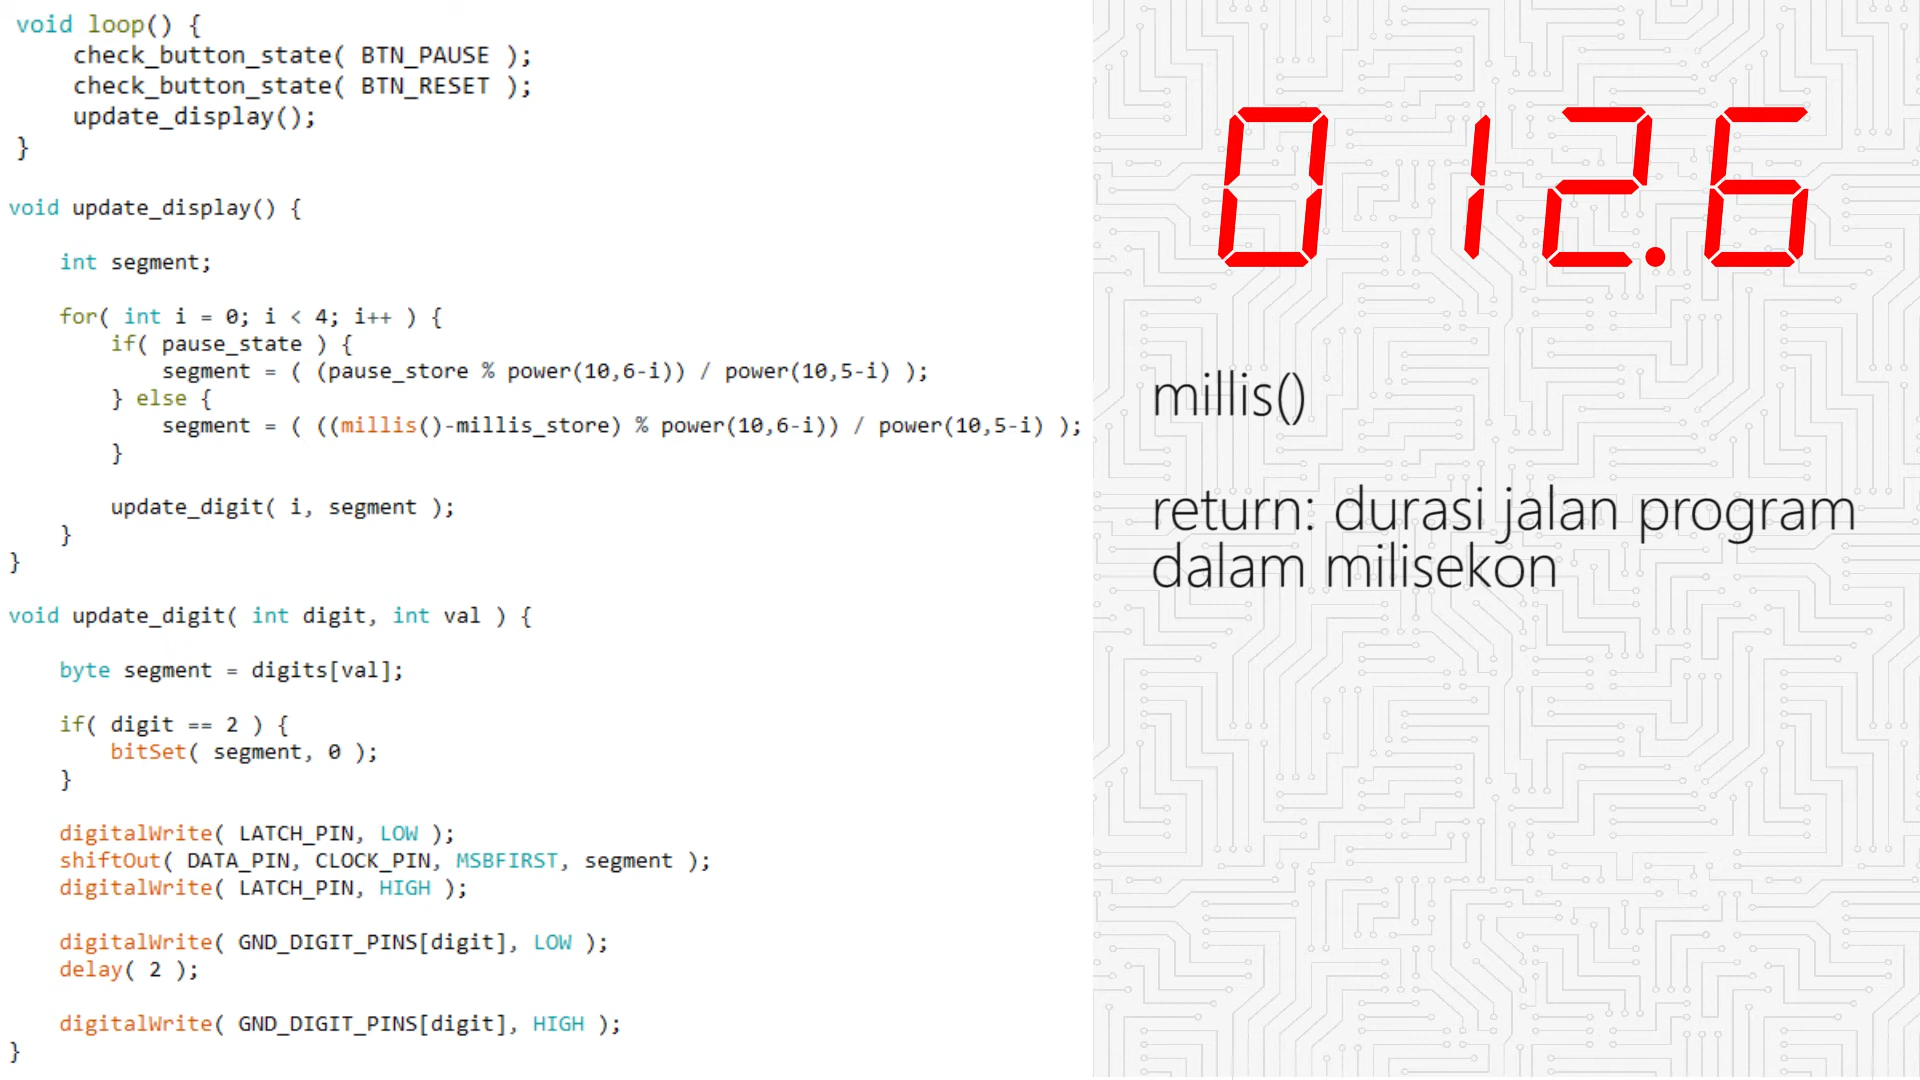 void loop() {
    check_button_state( BTN_PAUSE );
    check_button_state( BTN_RESET );
    update_display();
}
void update_display() {
    int segment;
    for( int i = 0; i < 4; i++ ) {
        if( pause_state ) {
            segment = ( (pause_store % power(10,6-i)) / power(10,5-i) );
        } else {
            segment = ( ((millis()-millis_store) % power(10,6-i)) / power(10,5-i) );
        }
        update_digit( i, segment );
    }
}
void update_digit( int digit, int val ) {
    byte segment = digits[val];
    if( digit == 2 ) {
        bitSet( segment, 0 );
    }
    digitalWrite( LATCH_PIN, LOW );
    shiftOut( DATA_PIN, CLOCK_PIN, MSBFIRST, segment );
    digitalWrite( LATCH_PIN, HIGH );
    digitalWrite( GND_DIGIT_PINS[digit], LOW );
    delay( 2 );
    digitalWrite( GND_DIGIT_PINS[digit], HIGH );
}
012.6
millis()
return: durasi jalan program
dalam milisekon